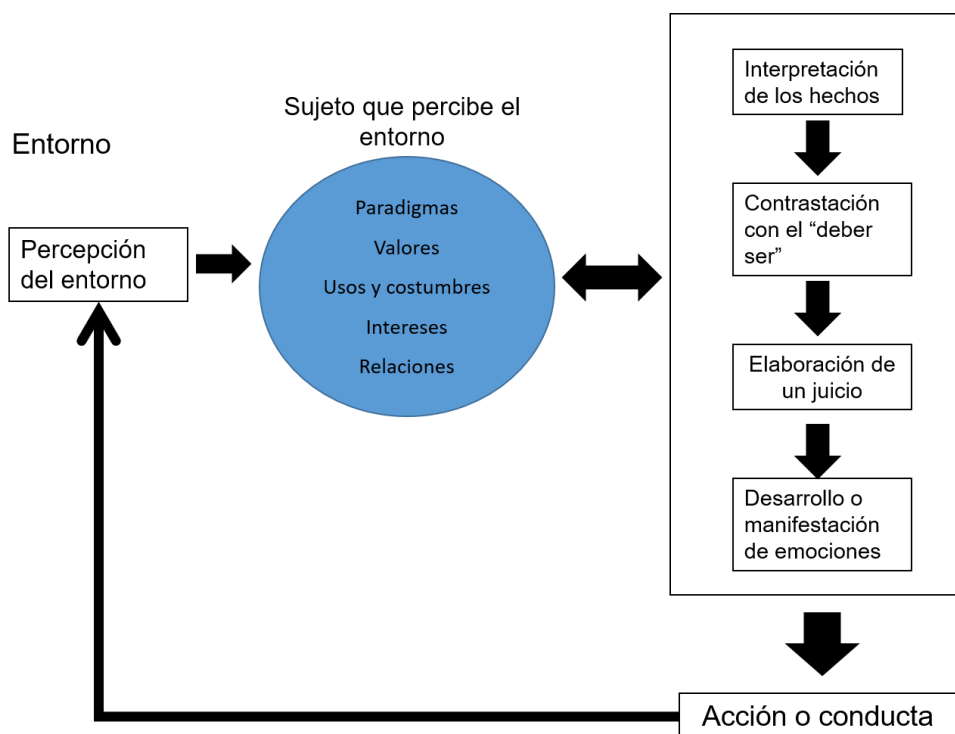 Entorno
Percepción
del entorno
Sujeto que percibe el
entorno
Paradigmas
Valores
Usos y costumbres
Intereses
Relaciones
Interpretación
de los hechos
Contrastación
con el “deber
ser”
Elaboración de
un juicio
Desarrollo o
manifestación
de emociones
Acción o conducta